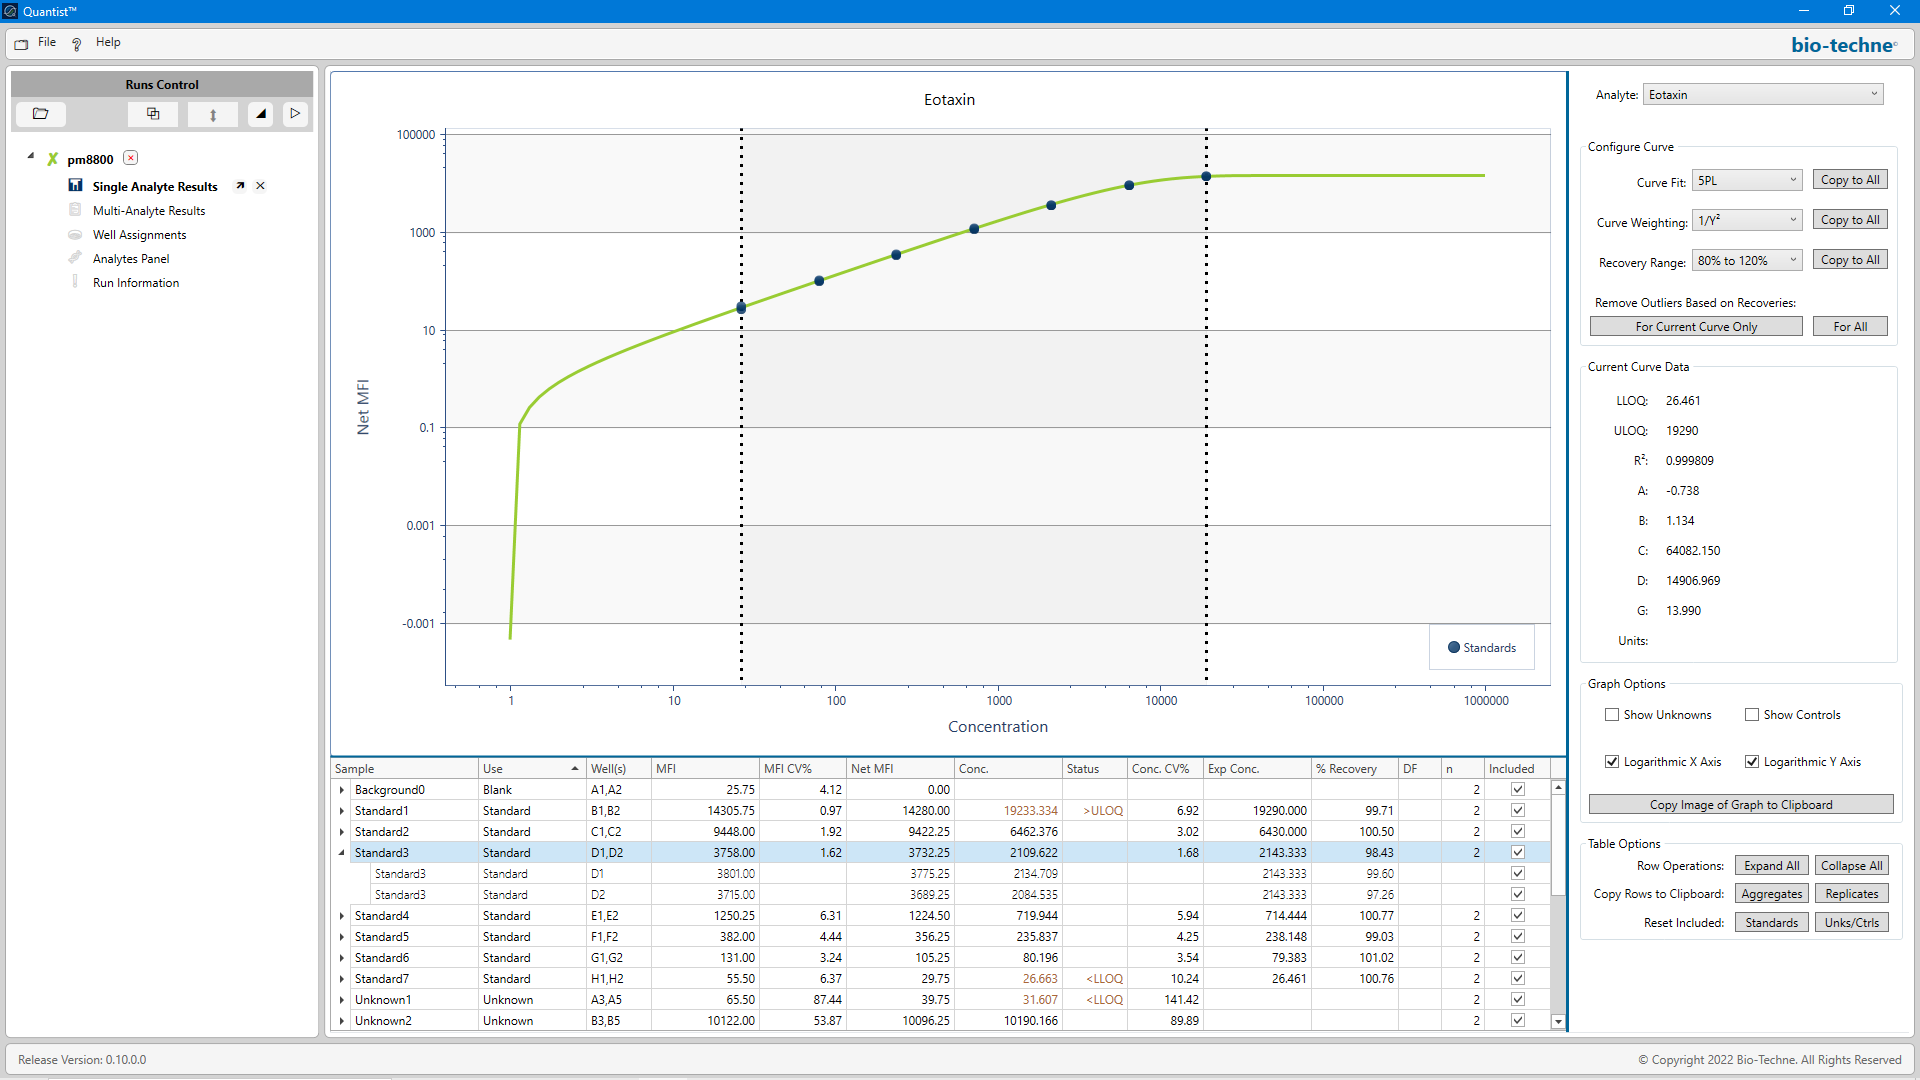 Quantist™
File
Help
bio-techne
Runs Control
pm8800
Single Analyte Results
Multi-Analyte Results
Well Assignments
Analytes Panel
Run Information
Eotaxin
100000
1000
10
0.1
0.001
-0.001
Net MFI
Standards
1 10 100 1000 10000 100000 1000000
Concentration
Sample Use Well(s) MFI MFI CV% Net MFI Conc. Status Conc. CV% Exp Conc. % Recovery DF n Included
Background0 Blank A1,A2 25.75 4.12 0.00 2
Standard1 Standard B1,B2 14305.75 0.97 14280.00 19233.334 >ULOQ 6.92 19290.000 99.71 2
Standard2 Standard C1,C2 9448.00 1.92 9422.25 6462.376 3.02 6430.000 100.50 2
Standard3 Standard D1,D2 3758.00 1.62 3732.25 2109.622 1.68 2143.333 98.43 2
Standard3 Standard D1 3801.00 3775.25 2134.709 2143.333 99.60
Standard3 Standard D2 3715.00 3689.25 2084.535 2143.333 97.26
Standard4 Standard E1,E2 1250.25 6.31 1224.50 719.944 5.94 714.444 100.77 2
Standard5 Standard F1,F2 382.00 4.44 356.25 235.837 4.25 238.148 99.03 2
Standard6 Standard G1,G2 131.00 3.24 105.25 80.196 3.54 79.383 101.02 2
Standard7 Standard H1,H2 55.50 6.37 29.75 26.663 <LLOQ 10.24 26.461 100.76 2
Unknown1 Unknown A3,A5 65.50 87.44 39.75 31.607 <LLOQ 141.42 2
Unknown2 Unknown B3,B5 10122.00 53.87 10096.25 10190.166 89.89 2
Analyte: Eotaxin
Configure Curve
Curve Fit: 5PL Copy to All
Curve Weighting: 1/Y² Copy to All
Recovery Range: 80% to 120% Copy to All
Remove Outliers Based on Recoveries:
For Current Curve Only For All
Current Curve Data
LLOQ: 26.461
ULOQ: 19290
R²: 0.999809
A: -0.738
B: 1.134
C: 64082.150
D: 14906.969
G: 13.990
Units:
Graph Options
Show Unknowns Show Controls
Logarithmic X Axis Logarithmic Y Axis
Copy Image of Graph to Clipboard
Table Options
Row Operations: Expand All Collapse All
Copy Rows to Clipboard: Aggregates Replicates
Reset Included: Standards Unks/Ctrls
Release Version: 0.10.0.0
© Copyright 2022 Bio-Techne. All Rights Reserved